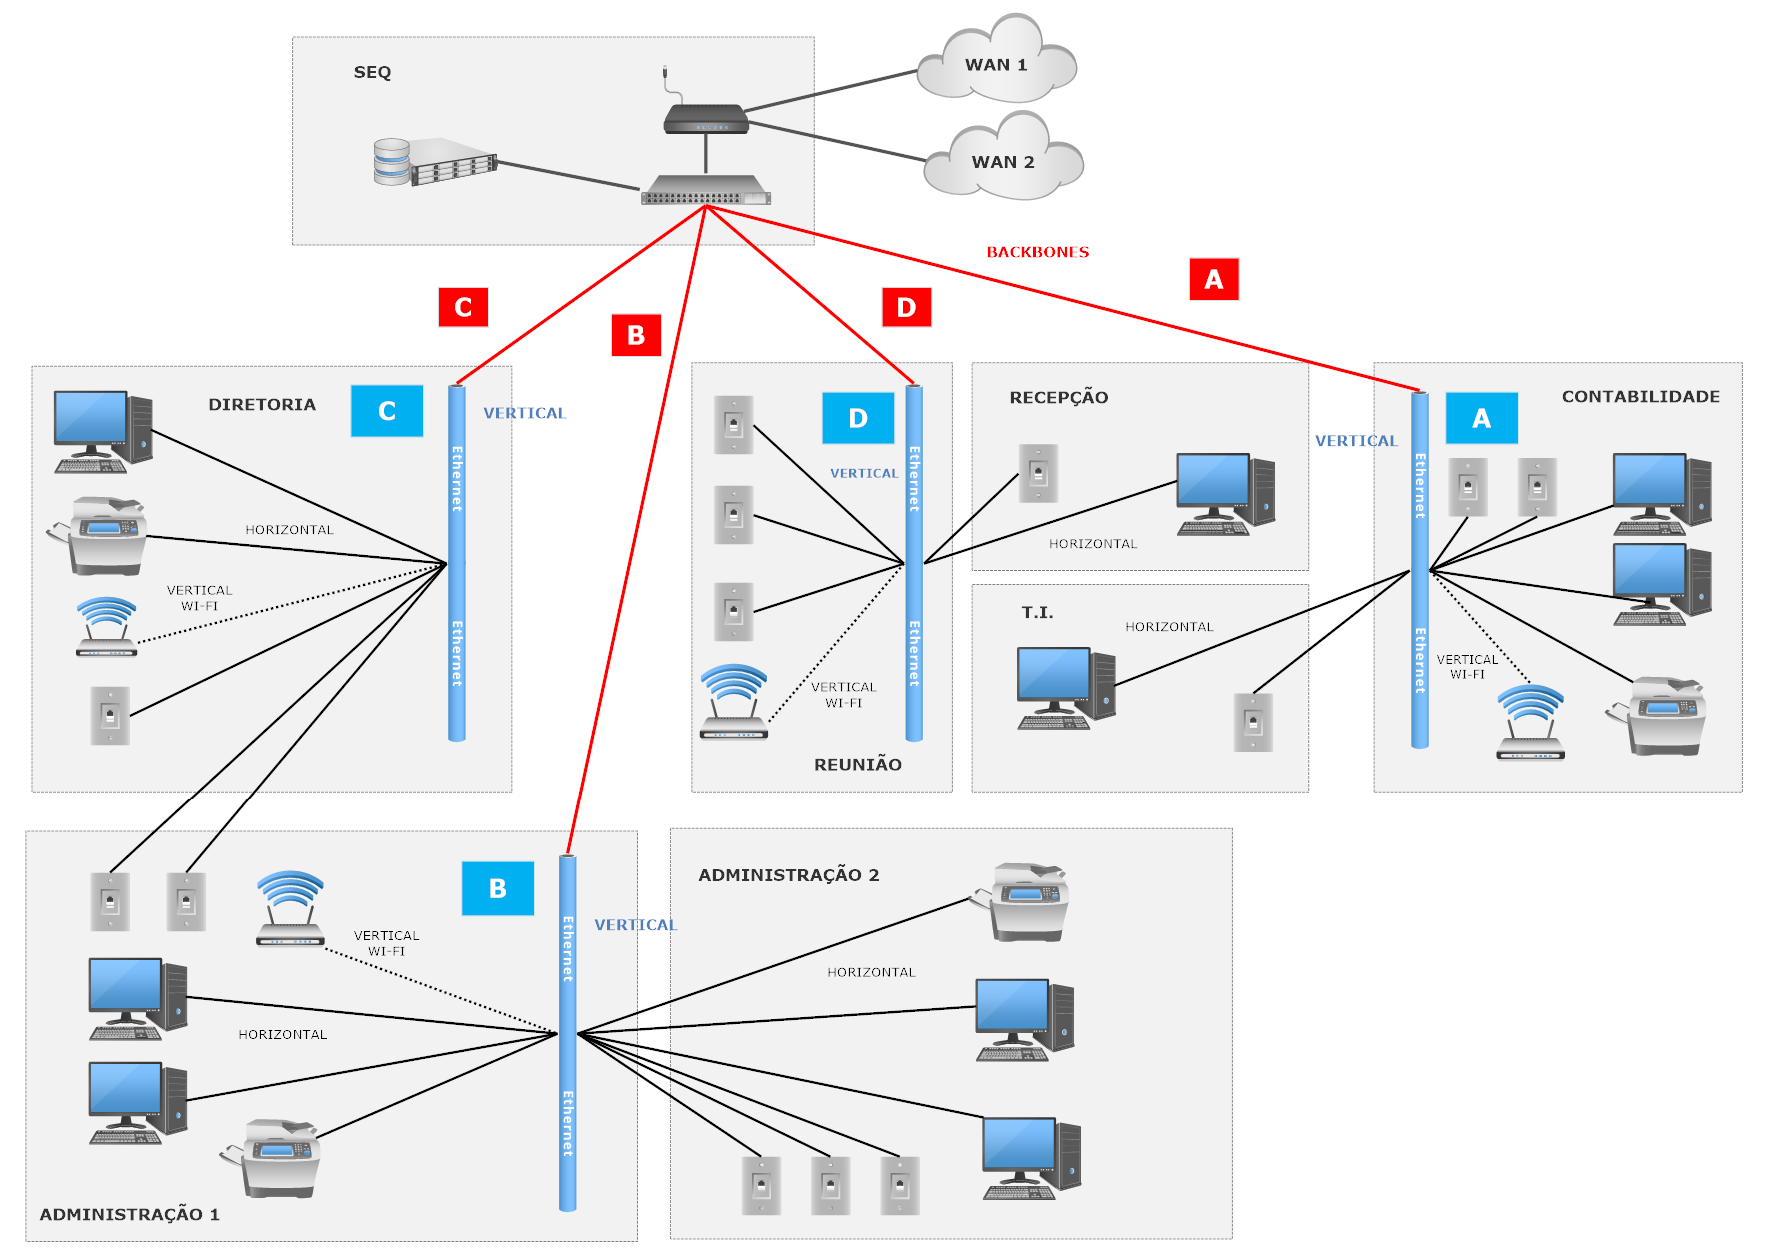 WAN 1
SEQ
WAN 2
BACKBONES
A
C
D
B
DIRETORIA
C
VERTICAL
Ethernet
Ethernet
HORIZONTAL
VERTICAL
WI-FI
D
VERTICAL
Ethernet
Ethernet
VERTICAL
WI-FI
REUNIÃO
RECEPÇÃO
HORIZONTAL
T.I.
HORIZONTAL
VERTICAL
A
CONTABILIDADE
Ethernet
Ethernet
VERTICAL
WI-FI
B
VERTICAL
Ethernet
Ethernet
VERTICAL
WI-FI
HORIZONTAL
ADMINISTRAÇÃO 1
ADMINISTRAÇÃO 2
HORIZONTAL